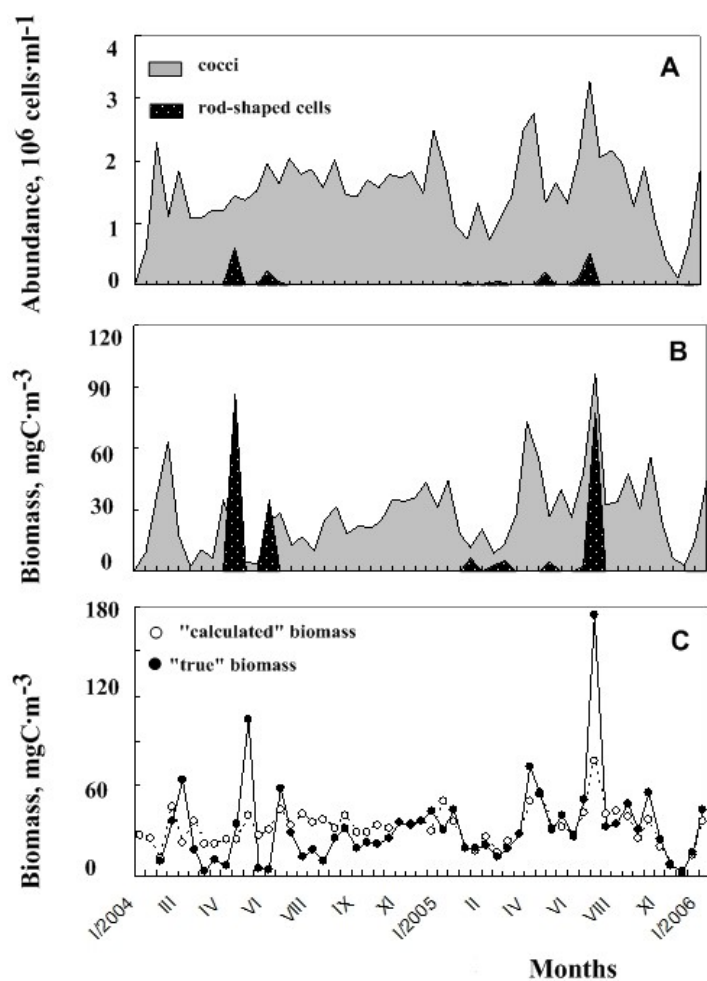 A
cocci
rod-shaped cells
Abundance, 10⁶ cells·ml⁻¹
4
3
2
1
0
B
Biomass, mgC·m⁻³
120
90
60
30
0
C
"calculated" biomass
"true" biomass
Biomass, mgC·m⁻³
180
120
60
0
I/2004 III IV VI VIII IX XI I/2005 II IV VI VIII XI I/2006
Months